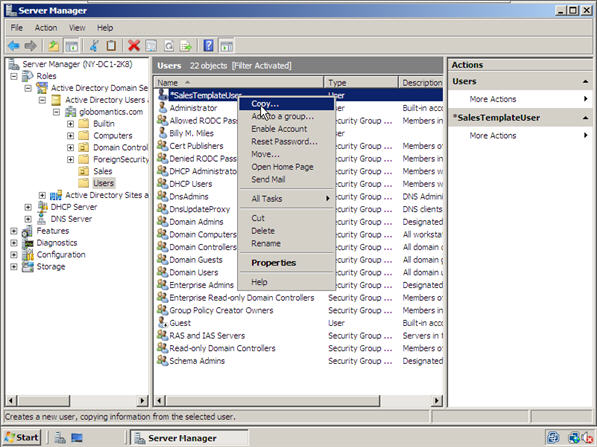 Server Manager
File Action View Help
Server Manager (NY-DC1-2K8)
Roles
Active Directory Domain Se
Active Directory Users a
globomantics.com
Builtin
Computers
Domain Control
ForeignSecurity
Sales
Users
Active Directory Sites a
DHCP Server
DNS Server
Features
Diagnostics
Configuration
Storage
Users 22 objects [Filter Activated]
Name Type Description
*SalesTemplateUser User
Administrator Built-in acco
Allowed RODC Pass Security Group ... Members in
Billy M. Miles
Cert Publishers Security Group ... Members of
Denied RODC Passw Security Group ... Members in
DHCP Administrato Security Group ... Members w
DHCP Users Security Group ... Members w
DnsAdmins Security Group ... DNS Admini
DnsUpdateProxy Security Group ... DNS clients
Domain Admins Security Group ... Designated
Domain Computers Security Group ... All workstat
Domain Controllers Security Group ... All domain c
Domain Guests Security Group ... All domain g
Domain Users Security Group ... All domain u
Enterprise Admins Security Group ... Designated
Enterprise Read-only Domain Controllers Security Group ... Members of
Group Policy Creator Owners Security Group ... Members in
Guest User Built-in acco
RAS and IAS Servers Security Group ... Servers in t
Read-only Domain Controllers Security Group ... Members of
Schema Admins Security Group ... Designated
Copy...
Add to a group...
Enable Account
Reset Password...
Move...
Open Home Page
Send Mail
All Tasks
Cut
Delete
Rename
Properties
Help
Actions
Users
More Actions
*SalesTemplateUser
More Actions
Creates a new user, copying information from the selected user.
Start Server Manager